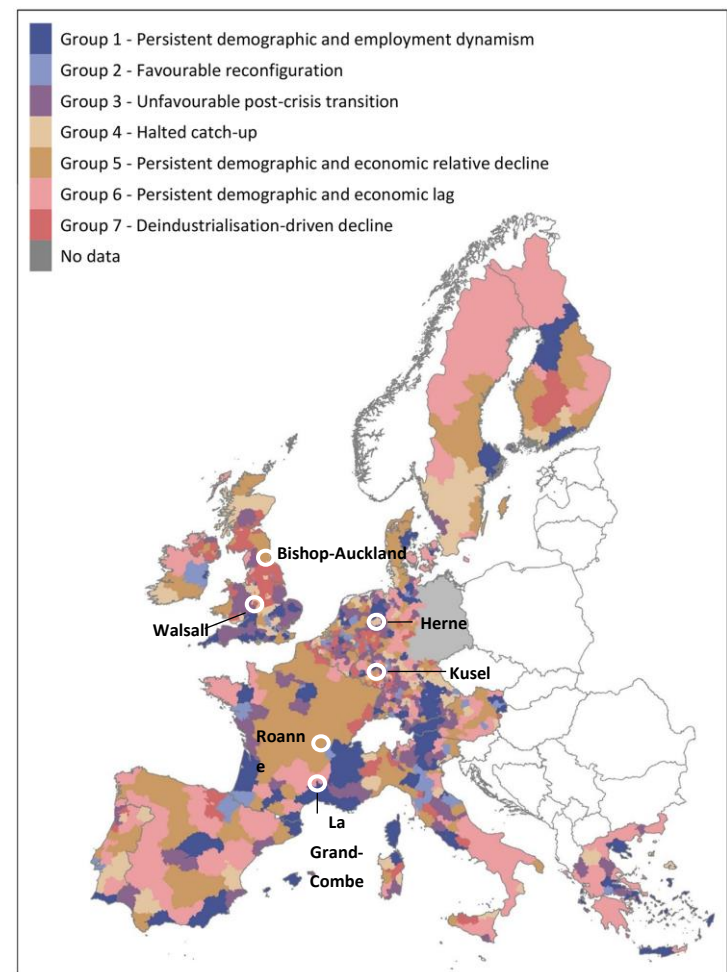 Group 1 - Persistent demographic and employment dynamism
Group 2 - Favourable reconfiguration
Group 3 - Unfavourable post-crisis transition
Group 4 - Halted catch-up
Group 5 - Persistent demographic and economic relative decline
Group 6 - Persistent demographic and economic lag
Group 7 - Deindustrialisation-driven decline
No data
Bishop-Auckland
Walsall
Herne
Kusel
Roann
e
La
Grand-
Combe